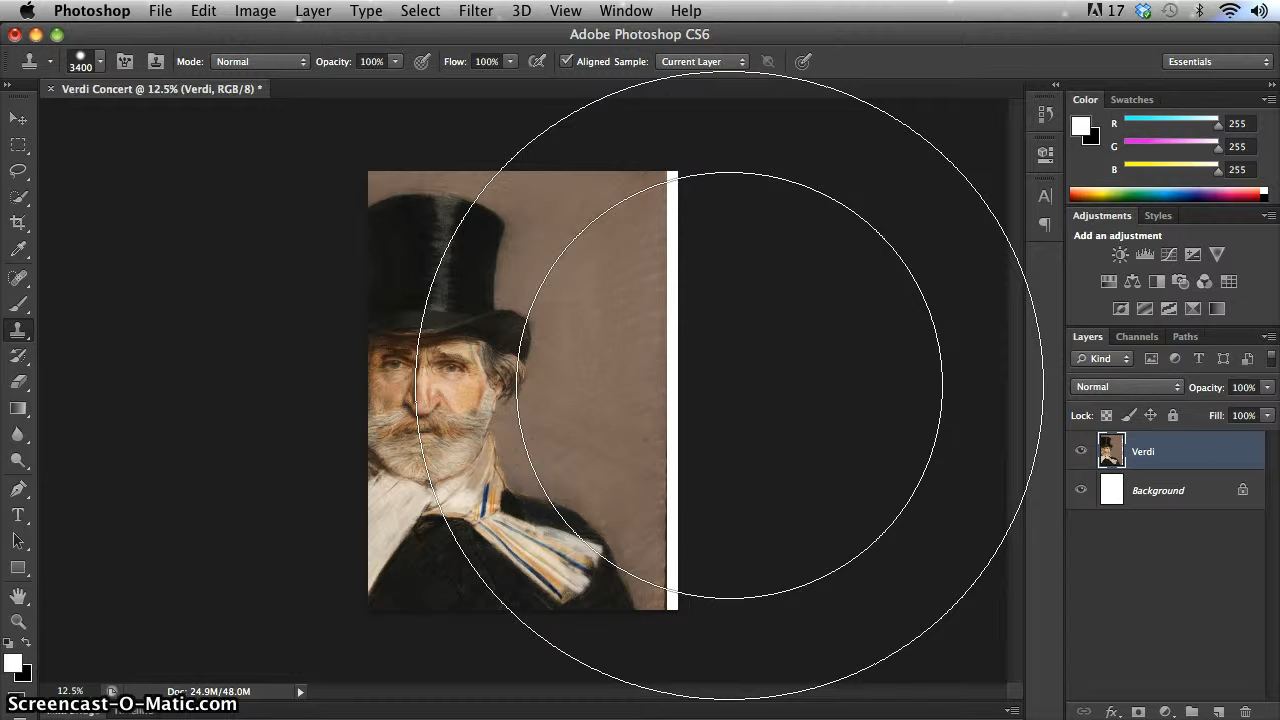 Photoshop File Edit Image Layer Type Select Filter 3D View Window Help 17
Adobe Photoshop CS6
3400 Mode: Normal Opacity: 100% Flow: 100% Aligned Sample: Current Layer Essentials
× Verdi Concert @ 12.5% (Verdi, RGB/8) *
Color Swatches
R 255
G 255
B 255
Adjustments Styles
Add an adjustment
Layers Channels Paths
Kind
Normal Opacity: 100%
Lock: Fill: 100%
Verdi
Background
12.5% Doc: 24.9M/48.0M
Screencast-O-Matic.com